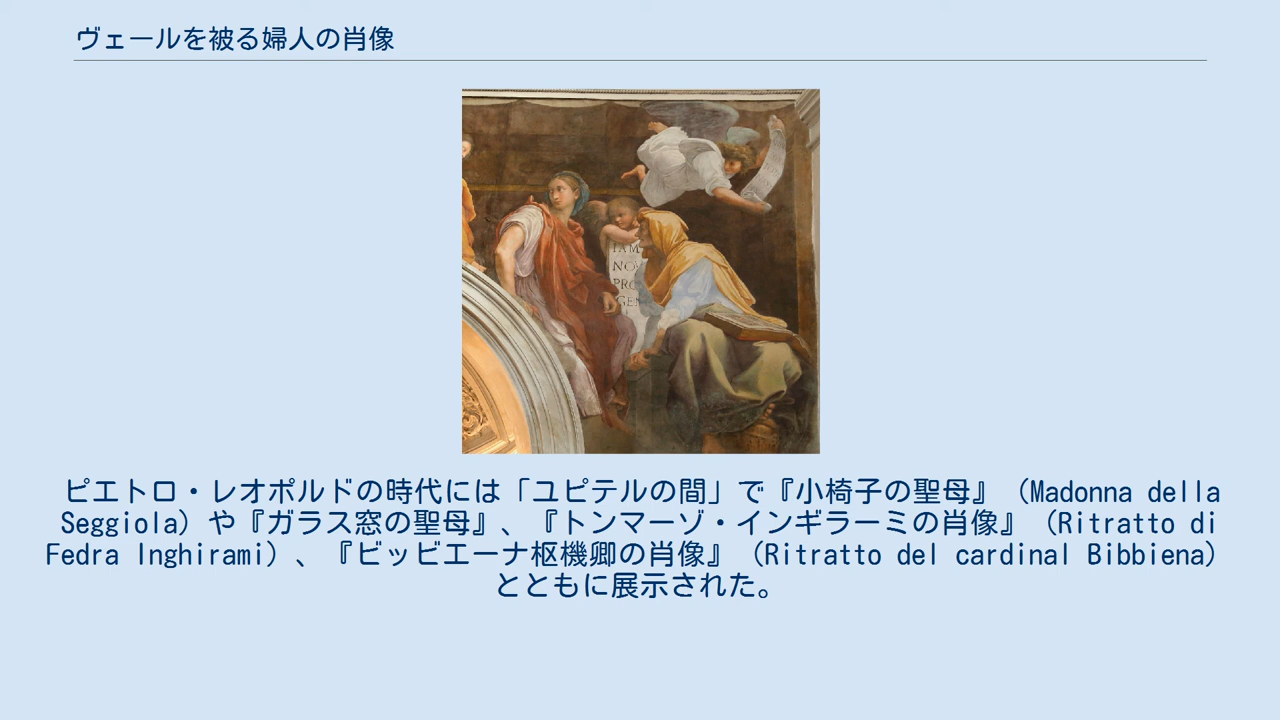 ヴェールを被る婦人の肖像
IAM
NOV
PRO
GEN
ピエトロ・レオポルドの時代には「ユピテルの間」で『小椅子の聖母』（Madonna della
Seggiola）や『ガラス窓の聖母』、『トンマーゾ・インギラーミの肖像』（Ritratto di
Fedra Inghirami）、『ビッビエーナ枢機卿の肖像』（Ritratto del cardinal Bibbiena）
とともに展示された。